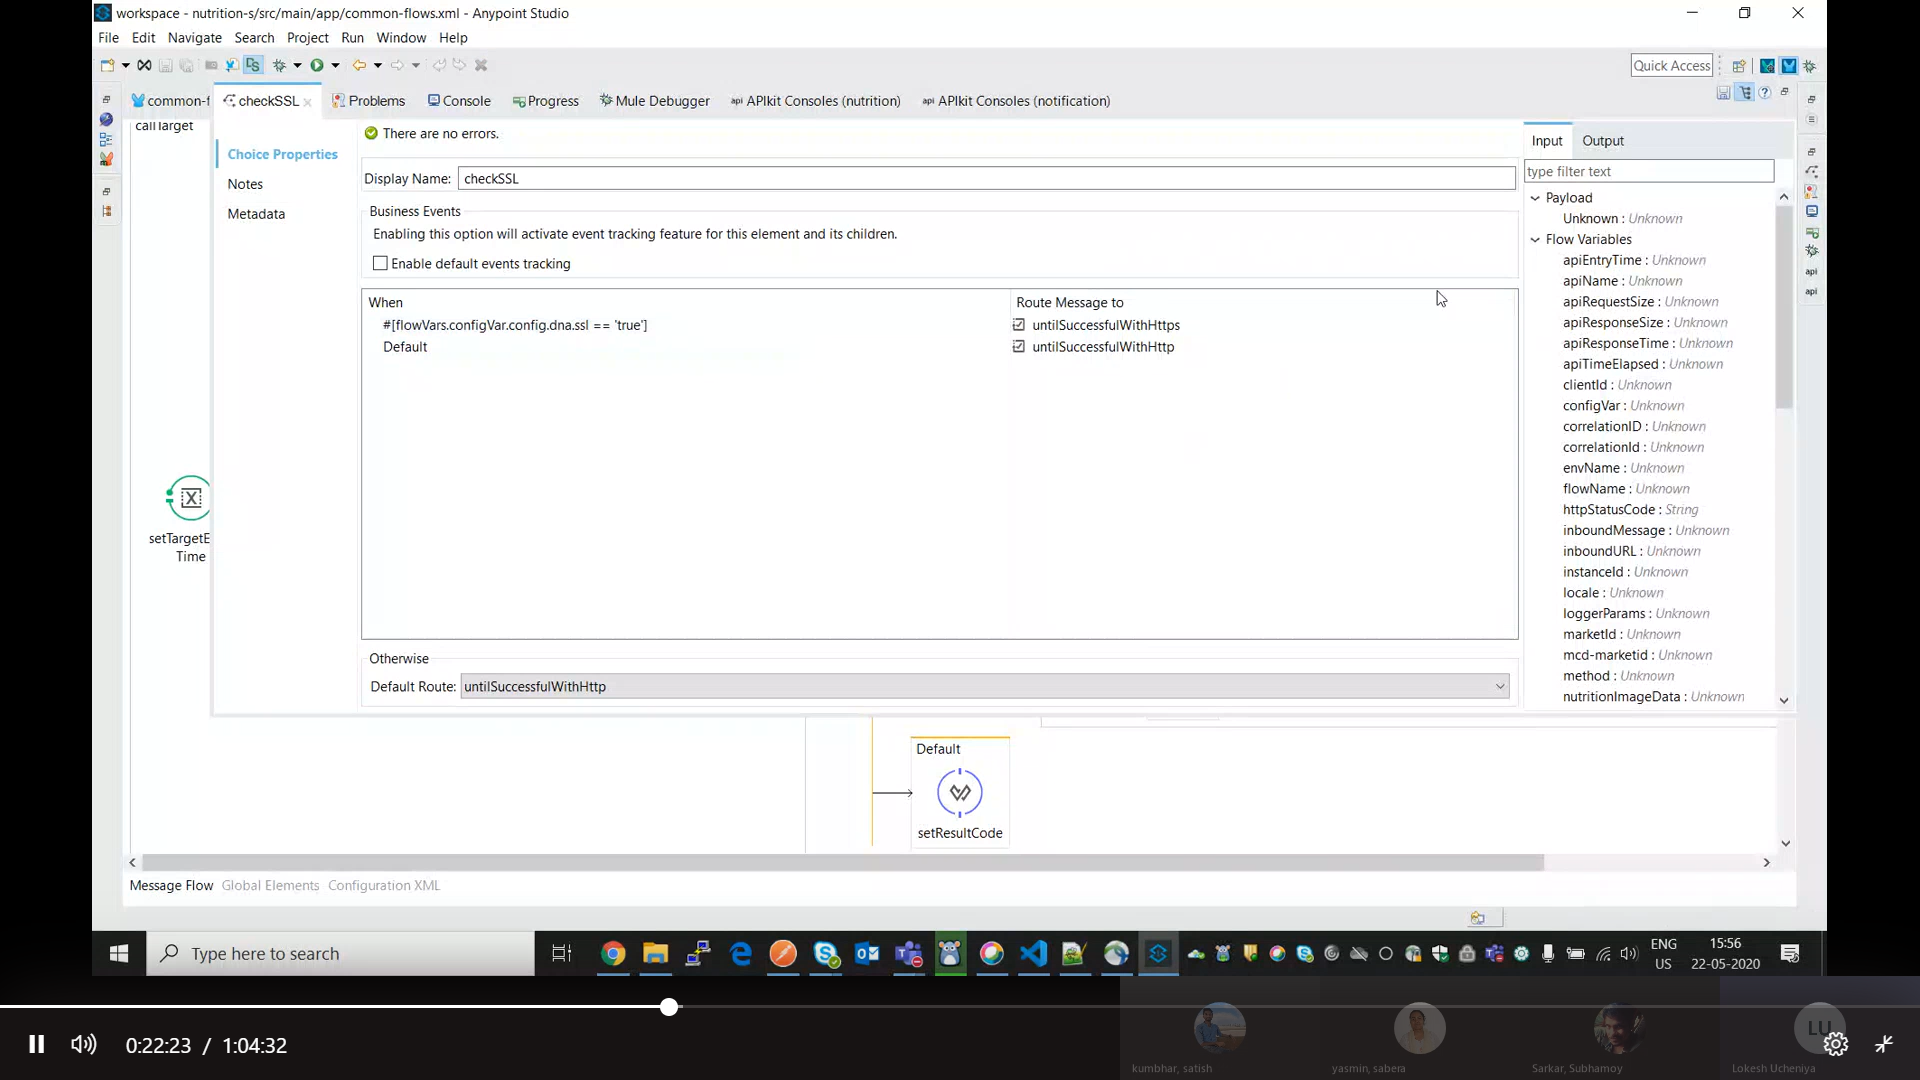 workspace - nutrition-s/src/main/app/common-flows.xml - Anypoint Studio
File Edit Navigate Search Project Run Window Help
Quick Access
common-f checkSSL Problems Console Progress Mule Debugger api APIkit Consoles (nutrition) api APIkit Consoles (notification)
callTarget
There are no errors.
Choice Properties
Notes
Metadata
Display Name: checkSSL
Business Events
Enabling this option will activate event tracking feature for this element and its children.
Enable default events tracking
When Route Message to
#[flowVars.configVar.config.dna.ssl == 'true'] untilSuccessfulWithHttps
Default untilSuccessfulWithHttp
Otherwise
Default Route: untilSuccessfulWithHttp
Input Output
type filter text
Payload
Unknown : Unknown
Flow Variables
apiEntryTime : Unknown
apiName : Unknown
apiRequestSize : Unknown
apiResponseSize : Unknown
apiResponseTime : Unknown
apiTimeElapsed : Unknown
clientId : Unknown
configVar : Unknown
correlationID : Unknown
correlationId : Unknown
envName : Unknown
flowName : Unknown
httpStatusCode : String
inboundMessage : Unknown
inboundURL : Unknown
instanceId : Unknown
locale : Unknown
loggerParams : Unknown
marketId : Unknown
mcd-marketid : Unknown
method : Unknown
nutritionImageData : Unknown
api
api
setTargetE
Time
Default
setResultCode
Message Flow Global Elements Configuration XML
Type here to search
ENG
US
15:56
22-05-2020
0:22:23 / 1:04:32
LU
kumbhar, satish yasmin, sabera Sarkar, Subhamoy Lokesh Ucheniya